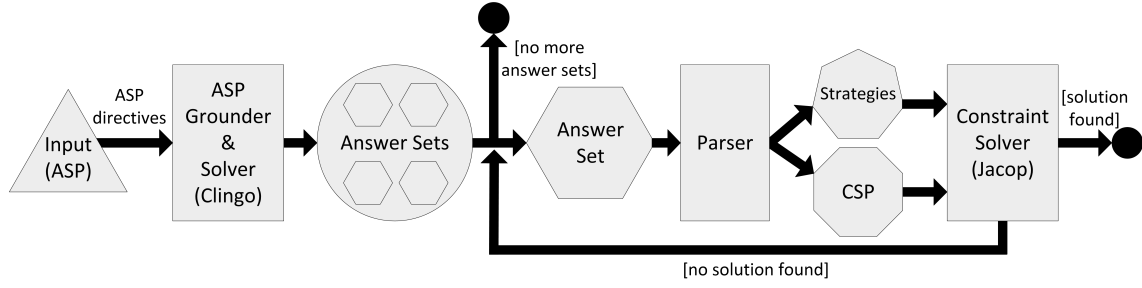 Input
(ASP)
ASP
directives
ASP
Grounder
&
Solver
(Clingo)
Answer Sets
[no more
answer sets]
Answer
Set
Parser
Strategies
CSP
Constraint
Solver
(Jacop)
[solution
found]
[no solution found]